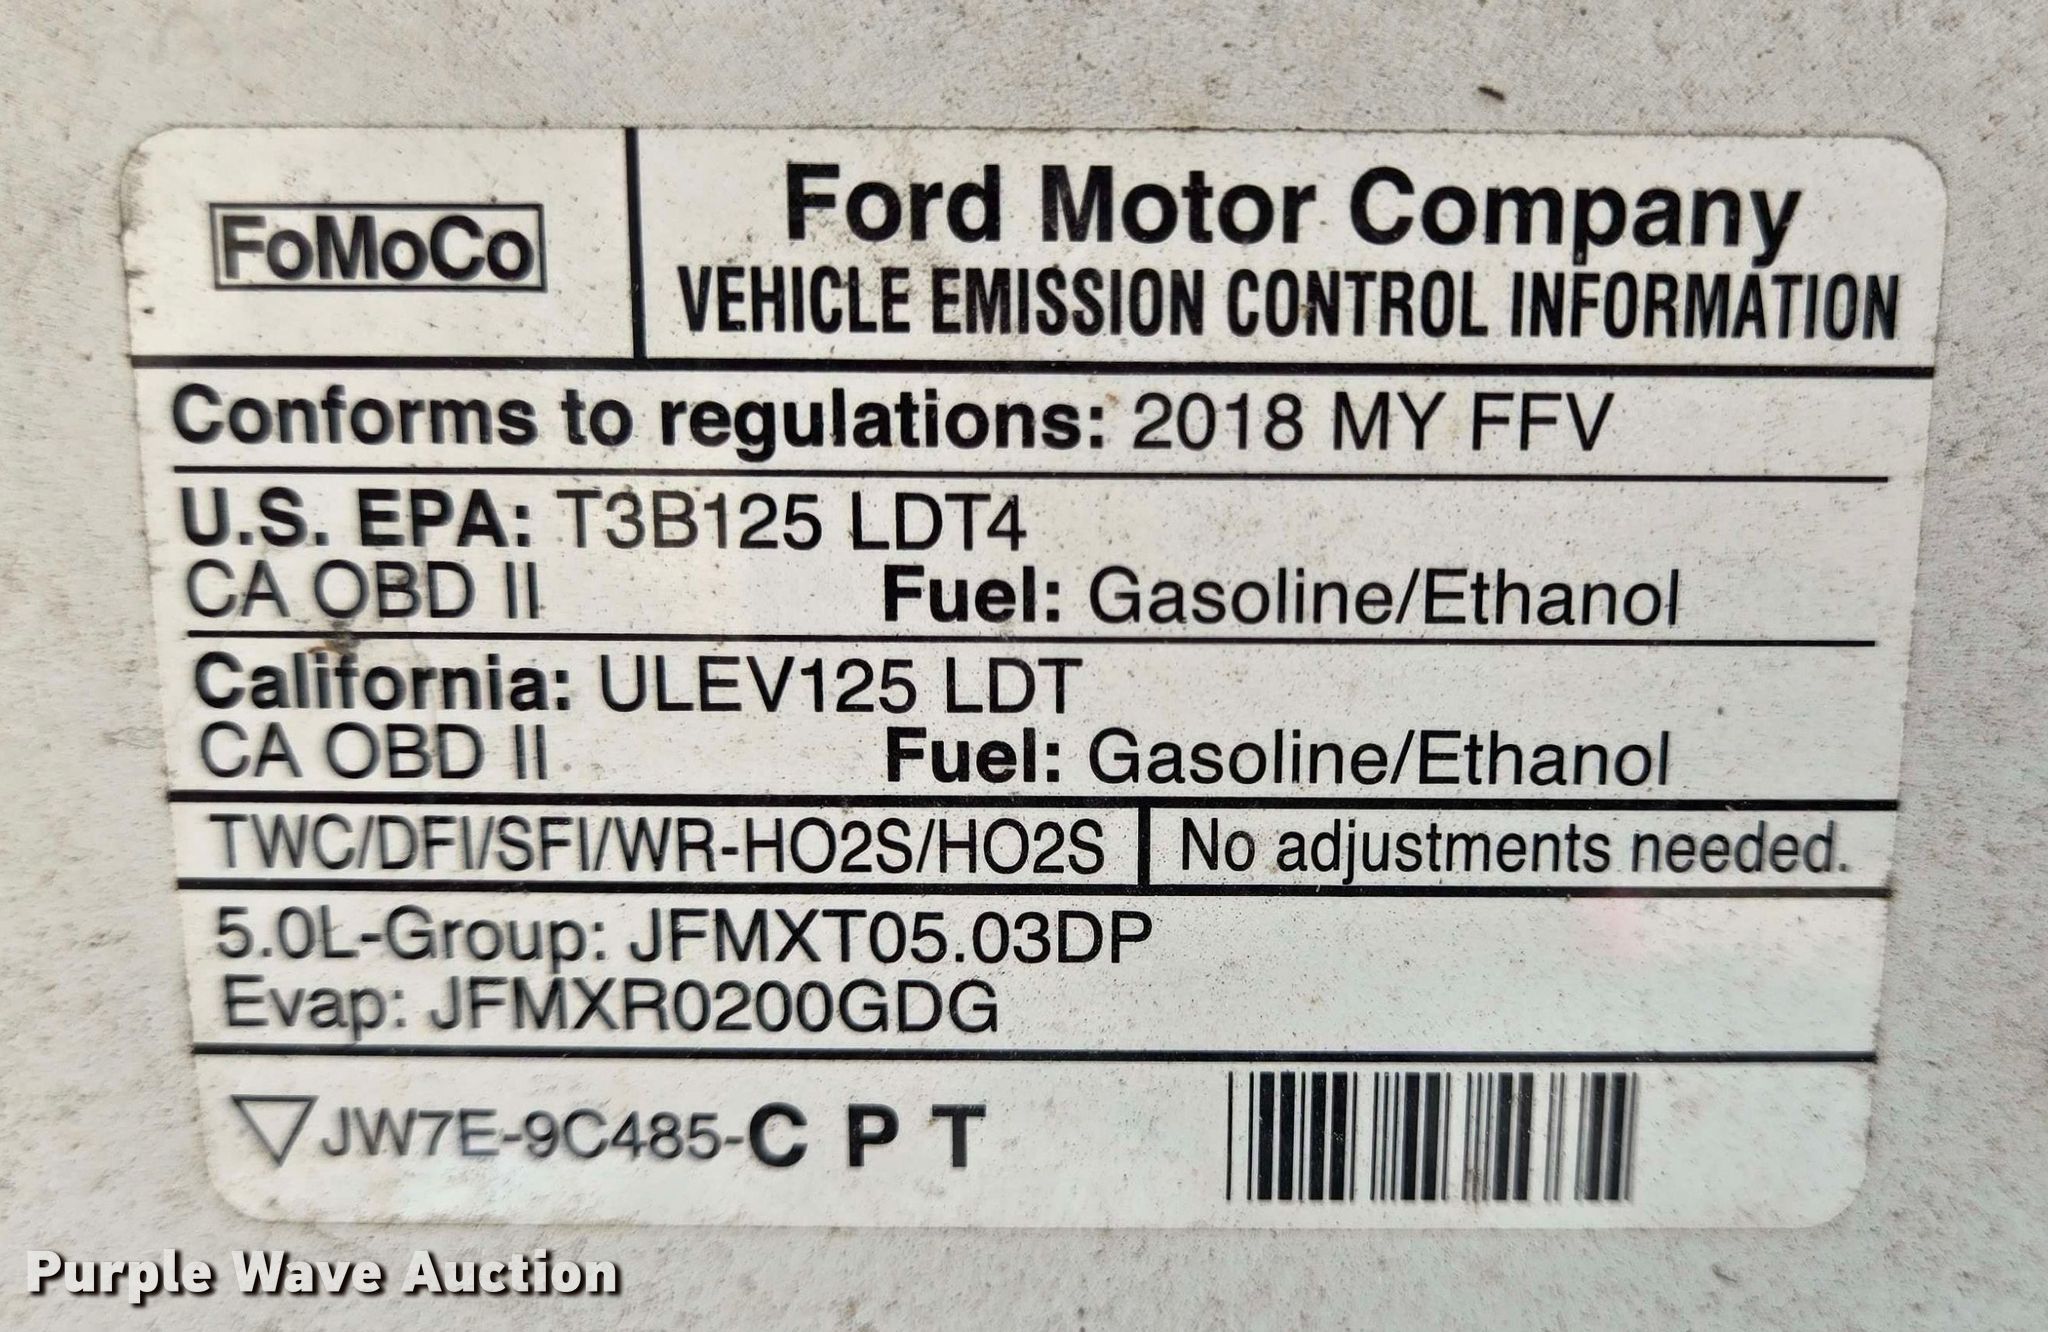 FoMoCo
Ford Motor Company
VEHICLE EMISSION CONTROL INFORMATION
Conforms to regulations: 2018 MY FFV
U.S. EPA: T3B125 LDT4
CA OBD II Fuel: Gasoline/Ethanol
California: ULEV125 LDT
CA OBD II Fuel: Gasoline/Ethanol
TWC/DFI/SFI/WR-HO2S/HO2S No adjustments needed.
5.0L-Group: JFMXT05.03DP
Evap: JFMXR0200GDG
JW7E-9C485-C P T
Purple Wave Auction